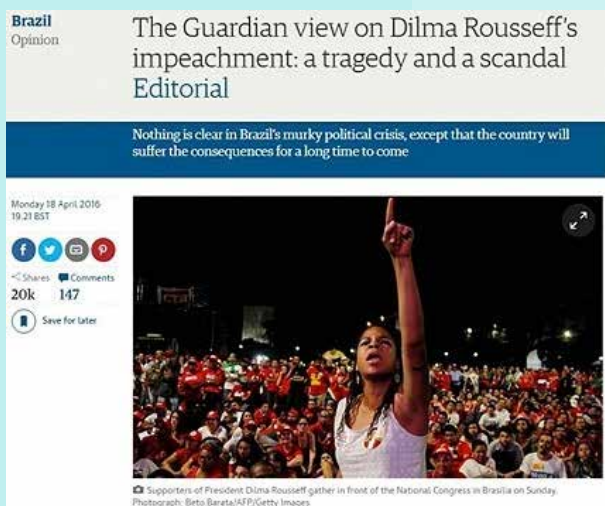 Brazil
Opinion
The Guardian view on Dilma Rousseff's
impeachment: a tragedy and a scandal
Editorial
Nothing is clear in Brazil's murky political crisis, except that the country will
suffer the consequences for a long time to come
Monday 18 April 2016
19.21 BST
Shares Comments
20k 147
Save for later
Supporters of President Dilma Rousseff gather in front of the National Congress in Brasilia on Sunday.
Photograph: Beto Barata/AFP/Getty Images